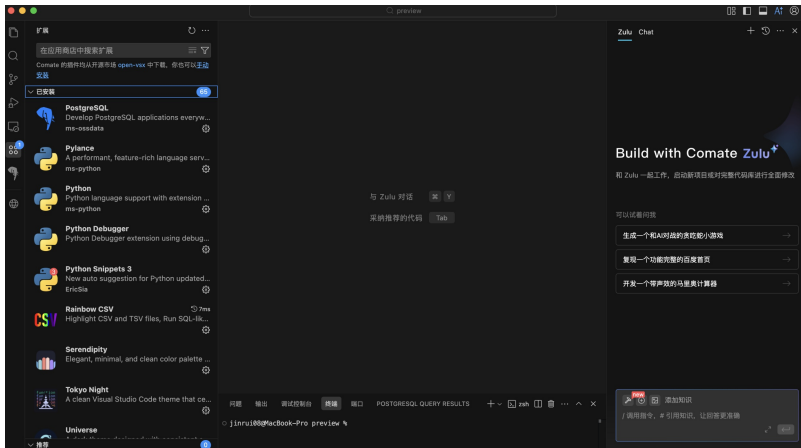 preview
扩展
在应用商店中搜索扩展
Comate 的插件均从开源市场 open-vsx 中下载，你也可以手动
安装
已安装
65
PostgreSQL
Develop PostgreSQL applications everyw...
ms-ossdata
Pylance
A performant, feature-rich language serv...
ms-python
Python
Python language support with extension ...
ms-python
Python Debugger
Python Debugger extension using debug...
Python Snippets 3
New auto suggestion for Python updated...
EricSia
Rainbow CSV
7ms
Highlight CSV and TSV files, Run SQL-lik...
Serendipity
Elegant, minimal, and clean color palette ...
Tokyo Night
A clean Visual Studio Code theme that ce...
Universe
推荐
0
与 Zulu 对话 ⌘ Y
采纳推荐的代码 Tab
问题 输出 调试控制台 终端 端口 POSTGRESQL QUERY RESULTS
zsh
jinrui08@MacBook-Pro preview %
Zulu Chat
Build with Comate Zulu
和 Zulu 一起工作，启动新项目或对完整代码库进行全面修改
可以试着问我
生成一个和AI对战的贪吃蛇小游戏
复现一个功能完整的百度首页
开发一个带声效的马里奥计算器
new
添加知识
/ 调用指令，# 引用知识，让回答更准确